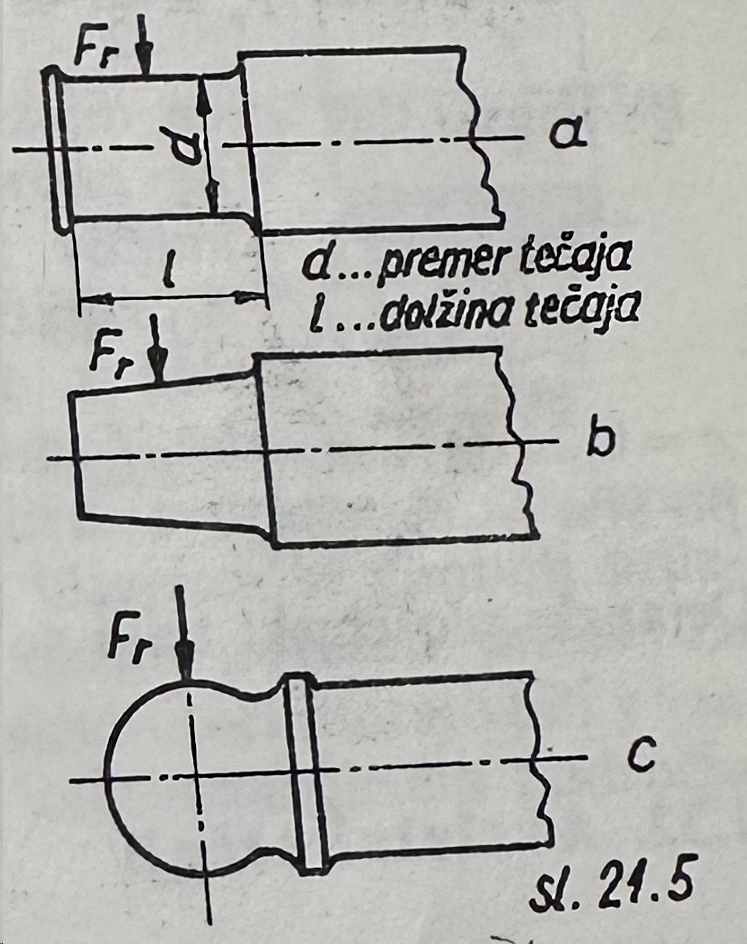 Fr
d
a
l
d...premer tečaja
l...dolžina tečaja
Fr
b
Fr
c
sl. 21.5